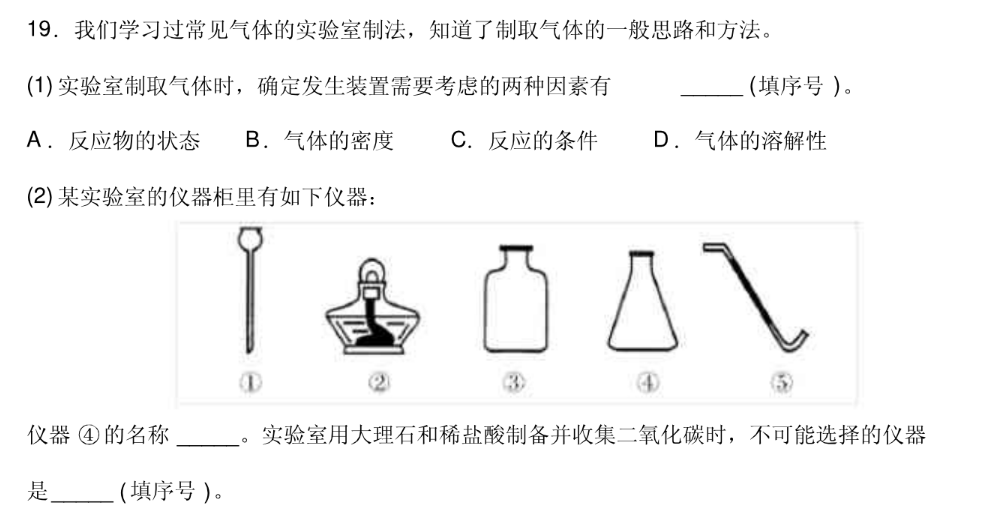 19．我们学习过常见气体的实验室制法，知道了制取气体的一般思路和方法。
(1) 实验室制取气体时，确定发生装置需要考虑的两种因素有 _____ (填序号 )。
A．反应物的状态 B．气体的密度 C．反应的条件 D．气体的溶解性
(2) 某实验室的仪器柜里有如下仪器：
① ② ③ ④ ⑤
仪器 ④的名称 _____。实验室用大理石和稀盐酸制备并收集二氧化碳时，不可能选择的仪器
是_____ (填序号 )。